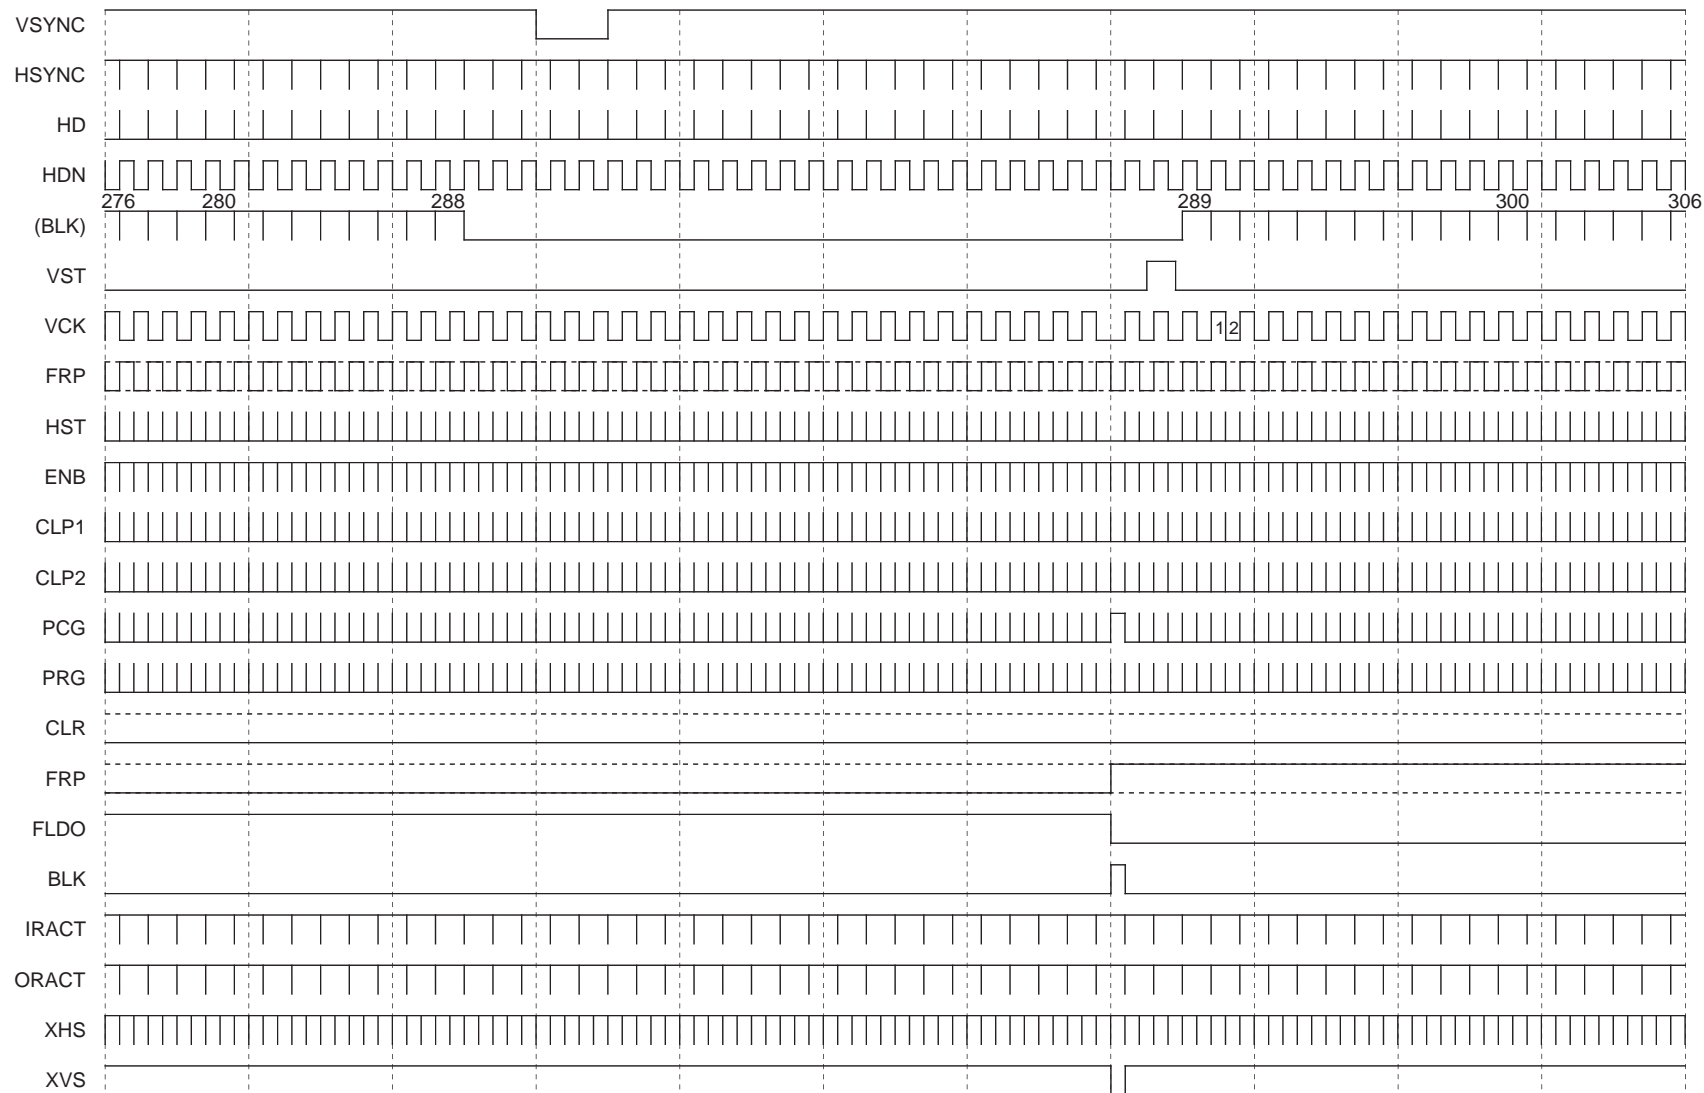 VSYNC
HSYNC
HD
HDN
276 280 288 289 300 306
(BLK)
VST
VCK
1 2
FRP
HST
ENB
CLP1
CLP2
PCG
PRG
CLR
FRP
FLDO
BLK
IRACT
ORACT
XHS
XVS